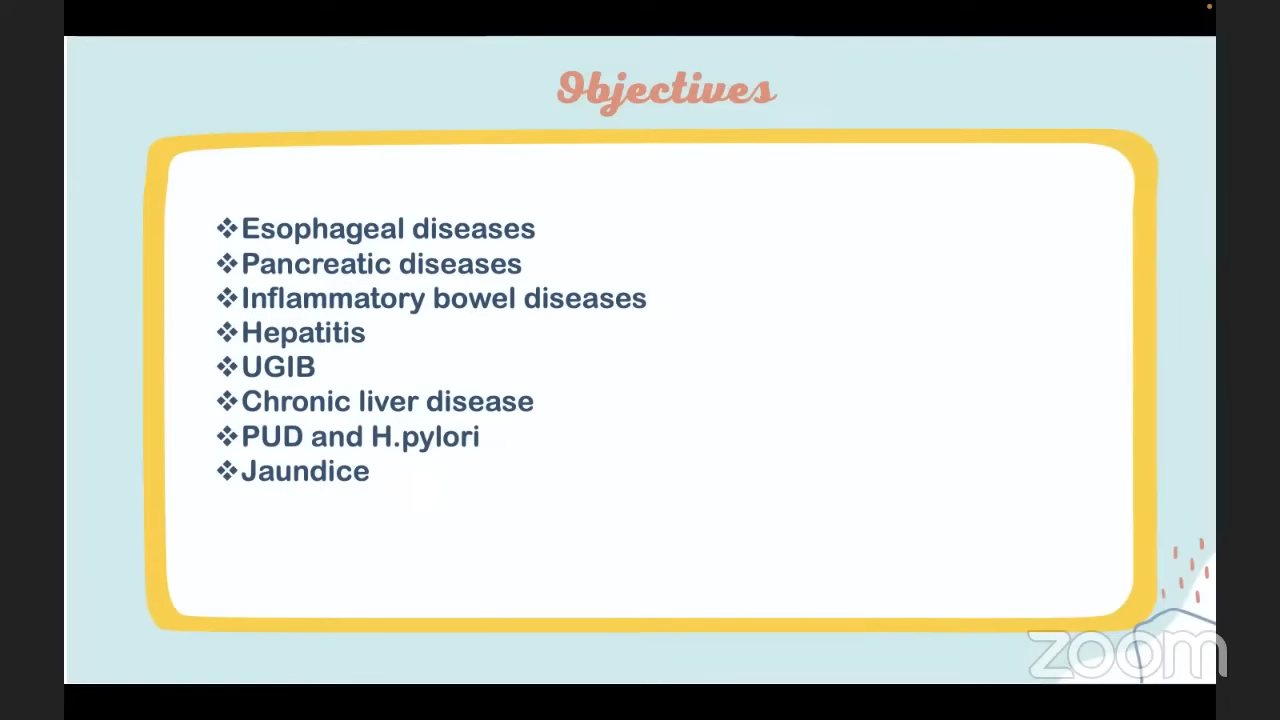 Objectives
❖Esophageal diseases
❖Pancreatic diseases
❖Inflammatory bowel diseases
❖Hepatitis
❖UGIB
❖Chronic liver disease
❖PUD and H.pylori
❖Jaundice
zoom